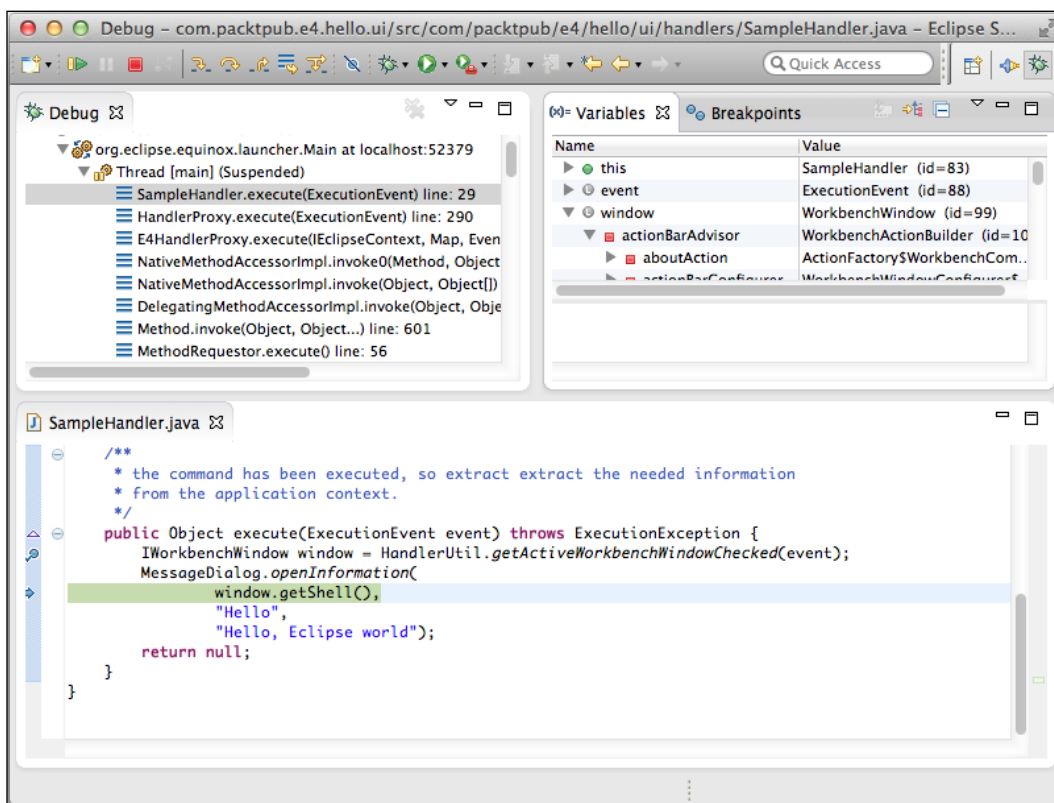 Debug – com.packtpub.e4.hello.ui/src/com/packtpub/e4/hello/ui/handlers/SampleHandler.java – Eclipse S...
Quick Access
Debug
org.eclipse.equinox.launcher.Main at localhost:52379
Thread [main] (Suspended)
SampleHandler.execute(ExecutionEvent) line: 29
HandlerProxy.execute(ExecutionEvent) line: 290
E4HandlerProxy.execute(IEclipseContext, Map, Even
NativeMethodAccessorImpl.invoke0(Method, Object
NativeMethodAccessorImpl.invoke(Object, Object[])
DelegatingMethodAccessorImpl.invoke(Object, Obje
Method.invoke(Object, Object...) line: 601
MethodRequestor.execute() line: 56
(x)= Variables Breakpoints
Name Value
this SampleHandler (id=83)
event ExecutionEvent (id=88)
window WorkbenchWindow (id=99)
actionBarAdvisor WorkbenchActionBuilder (id=10
aboutAction ActionFactory$WorkbenchCom...
actionBarConfigurer WorkbenchWindowConfigurer$
SampleHandler.java
/**
* the command has been executed, so extract extract the needed information
* from the application context.
*/
public Object execute(ExecutionEvent event) throws ExecutionException {
IWorkbenchWindow window = HandlerUtil.getActiveWorkbenchWindowChecked(event);
MessageDialog.openInformation(
window.getShell(),
"Hello",
"Hello, Eclipse world");
return null;
}
}